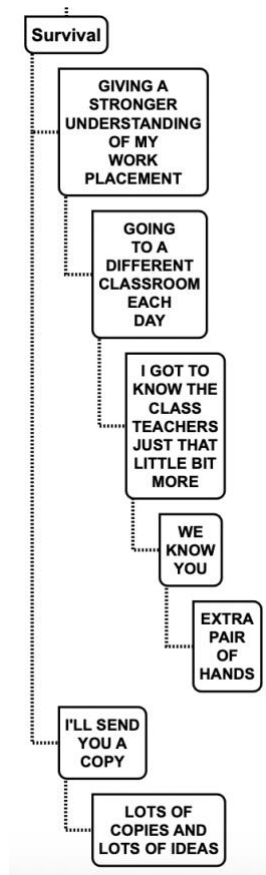 Survival
GIVING A
STRONGER
UNDERSTANDING
OF MY
WORK
PLACEMENT
GOING
TO A
DIFFERENT
CLASSROOM
EACH
DAY
I GOT TO
KNOW THE
CLASS
TEACHERS
JUST THAT
LITTLE BIT
MORE
WE
KNOW
YOU
EXTRA
PAIR
OF
HANDS
I'LL SEND
YOU A
COPY
LOTS OF
COPIES AND
LOTS OF IDEAS